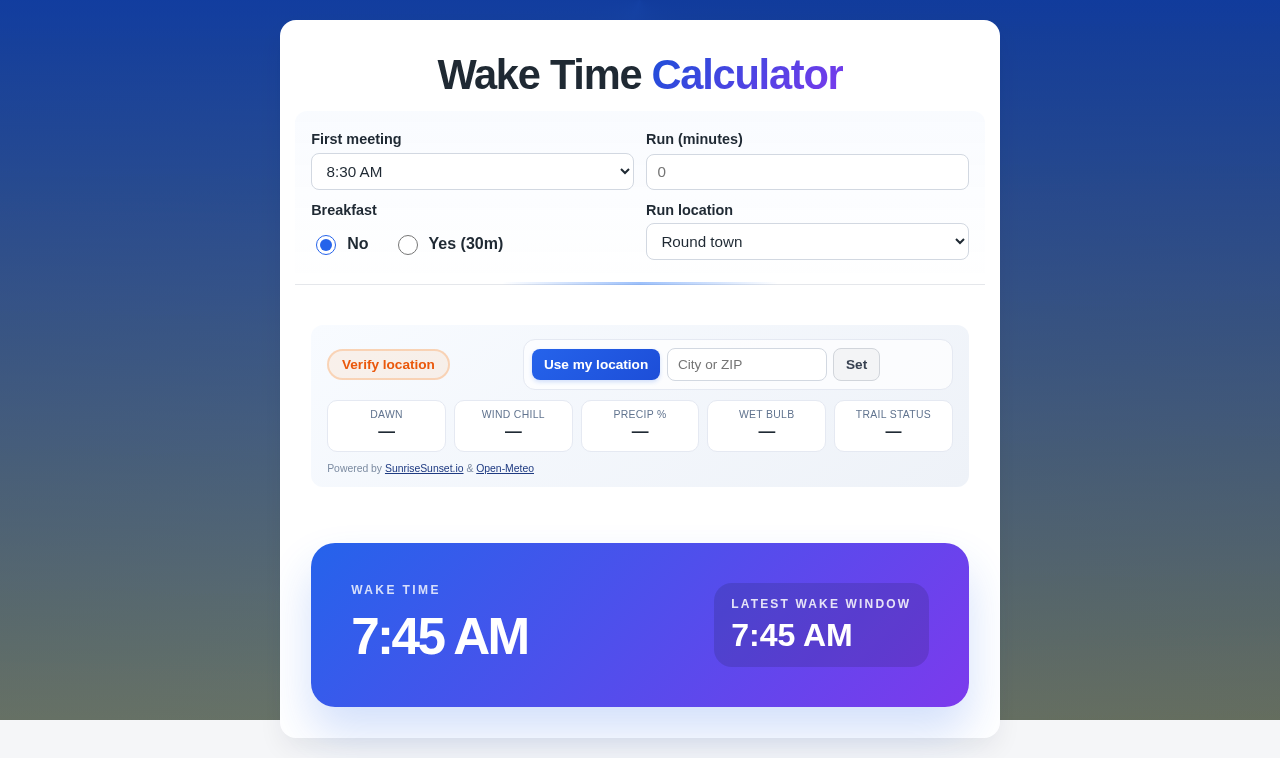 Wake Time Calculator
First meeting
Run (minutes)
8:30 AM
0
Breakfast
Run location
No
Yes (30m)
Round town
Verify location
Use my location
City or ZIP
Set
DAWN
WIND CHILL
PRECIP %
WET BULB
TRAIL STATUS
—
—
—
—
—
Powered by SunriseSunset.io & Open-Meteo
WAKE TIME
7:45 AM
LATEST WAKE WINDOW
7:45 AM